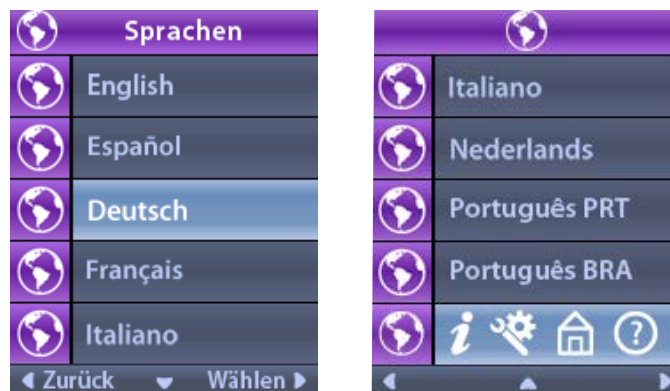 Sprachen
English
Español
Deutsch
Français
Italiano
Zurück Wählen
Italiano
Nederlands
Português PRT
Português BRA